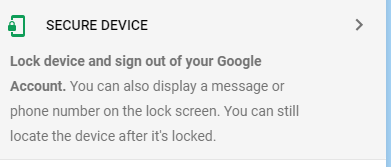 SECURE DEVICE
Lock device and sign out of your Google
Account. You can also display a message or
phone number on the lock screen. You can still
locate the device after it's locked.